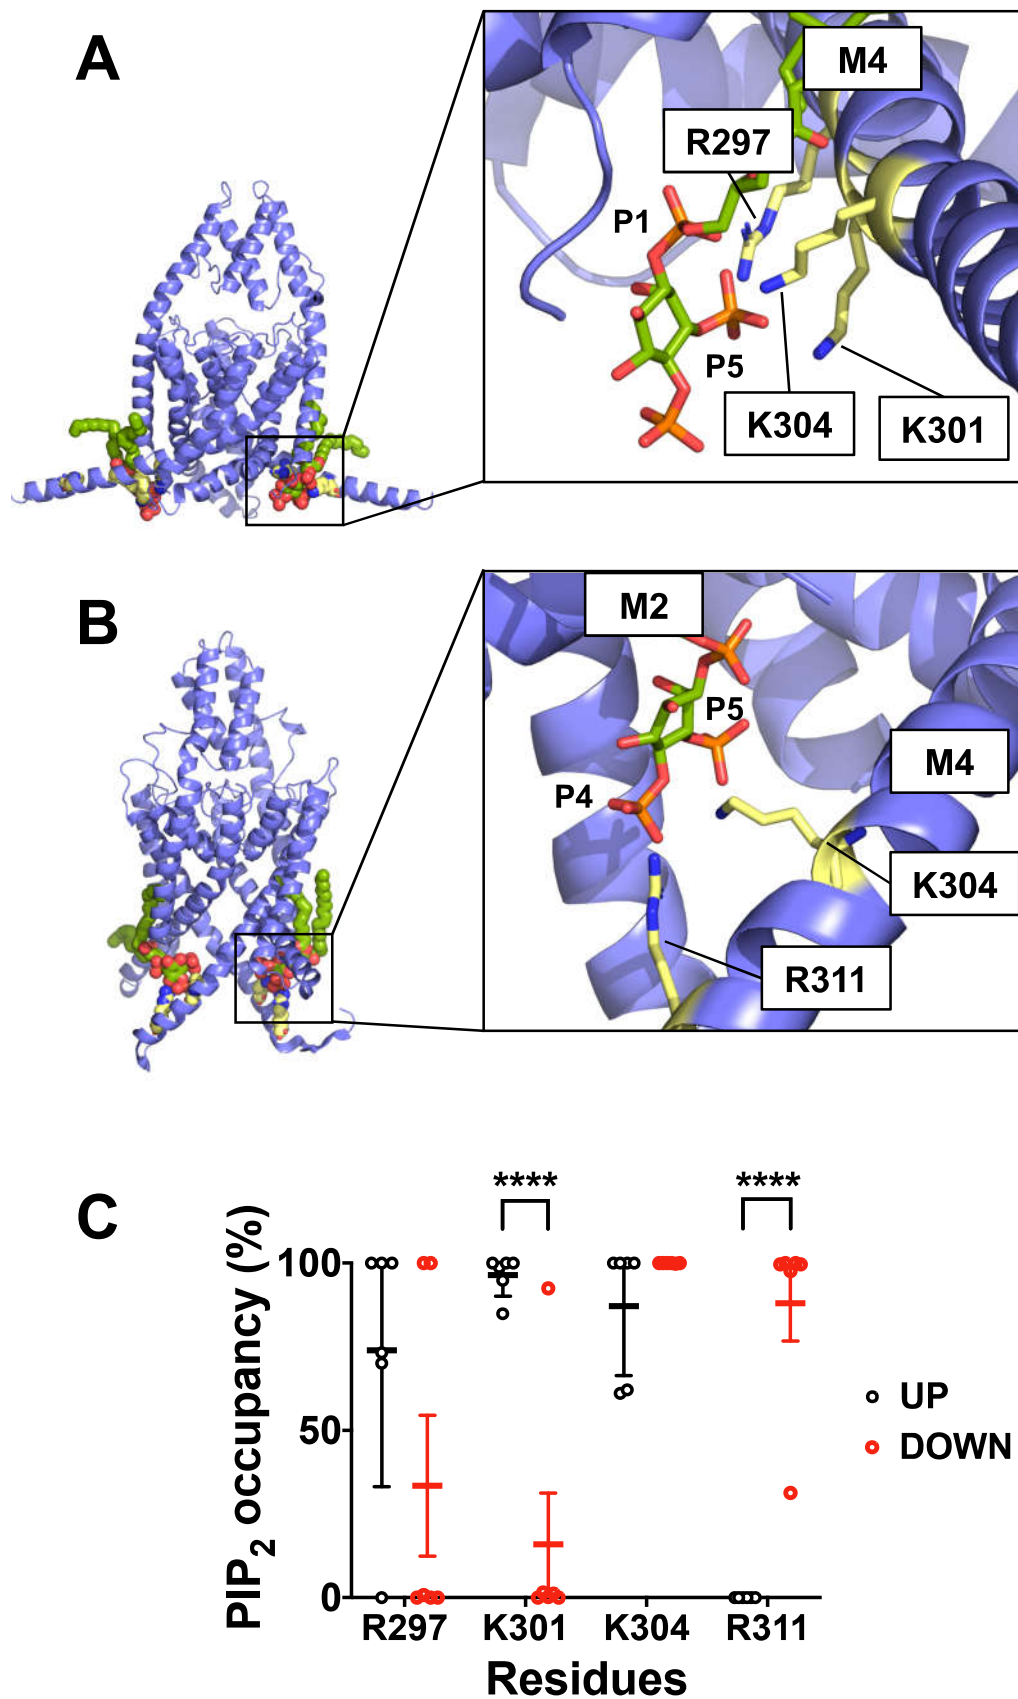 A
M4
R297
P1
P5
K304
K301
B
M2
P5
M4
P4
K304
R311
C
**** ****
PIP2 occupancy (%)
100
50
0
UP
DOWN
R297 K301 K304 R311
Residues